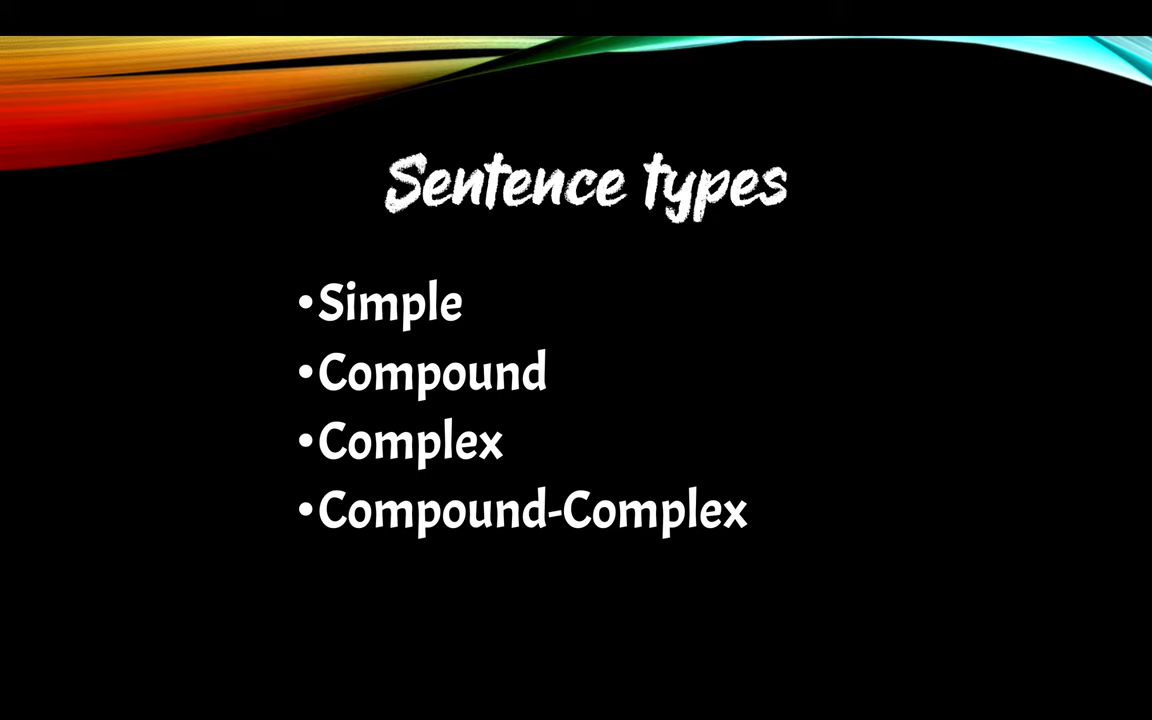 Sentence types
•Simple
•Compound
•Complex
•Compound-Complex